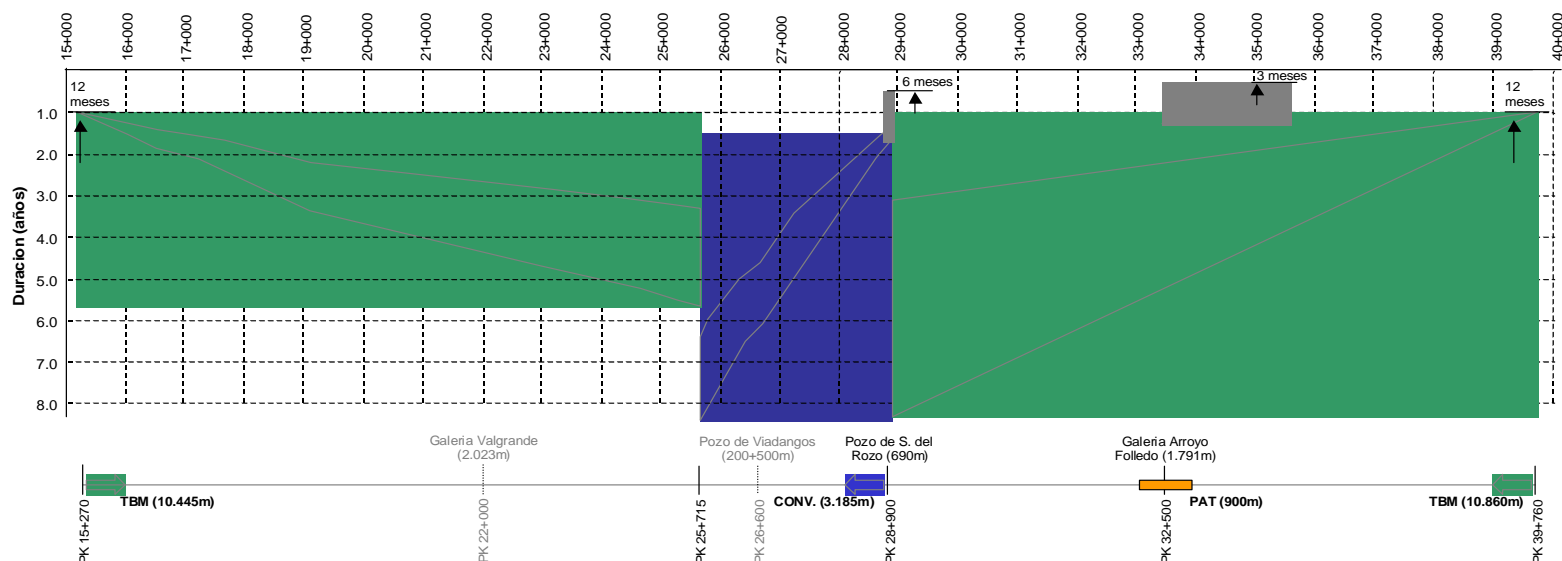 15+000
16+000
17+000
18+000
19+000
20+000
21+000
22+000
23+000
24+000
25+000
26+000
27+000
28+000
29+000
30+000
31+000
32+000
33+000
34+000
35+000
36+000
37+000
38+000
39+000
40+000
12
meses
6 meses
3 meses
12
meses
Duracion (años)
1.0
2.0
3.0
4.0
5.0
6.0
7.0
8.0
Galeria Valgrande
(2.023m)
Pozo de Viadangos
(200+500m)
Pozo de S. del
Rozo (690m)
Galeria Arroyo
Folledo (1.791m)
TBM (10.445m)
CONV. (3.185m)
PAT (900m)
TBM (10.860m)
PK 15+270
PK 22+000
PK 25+715
PK 26+600
PK 28+900
PK 32+500
PK 39+760